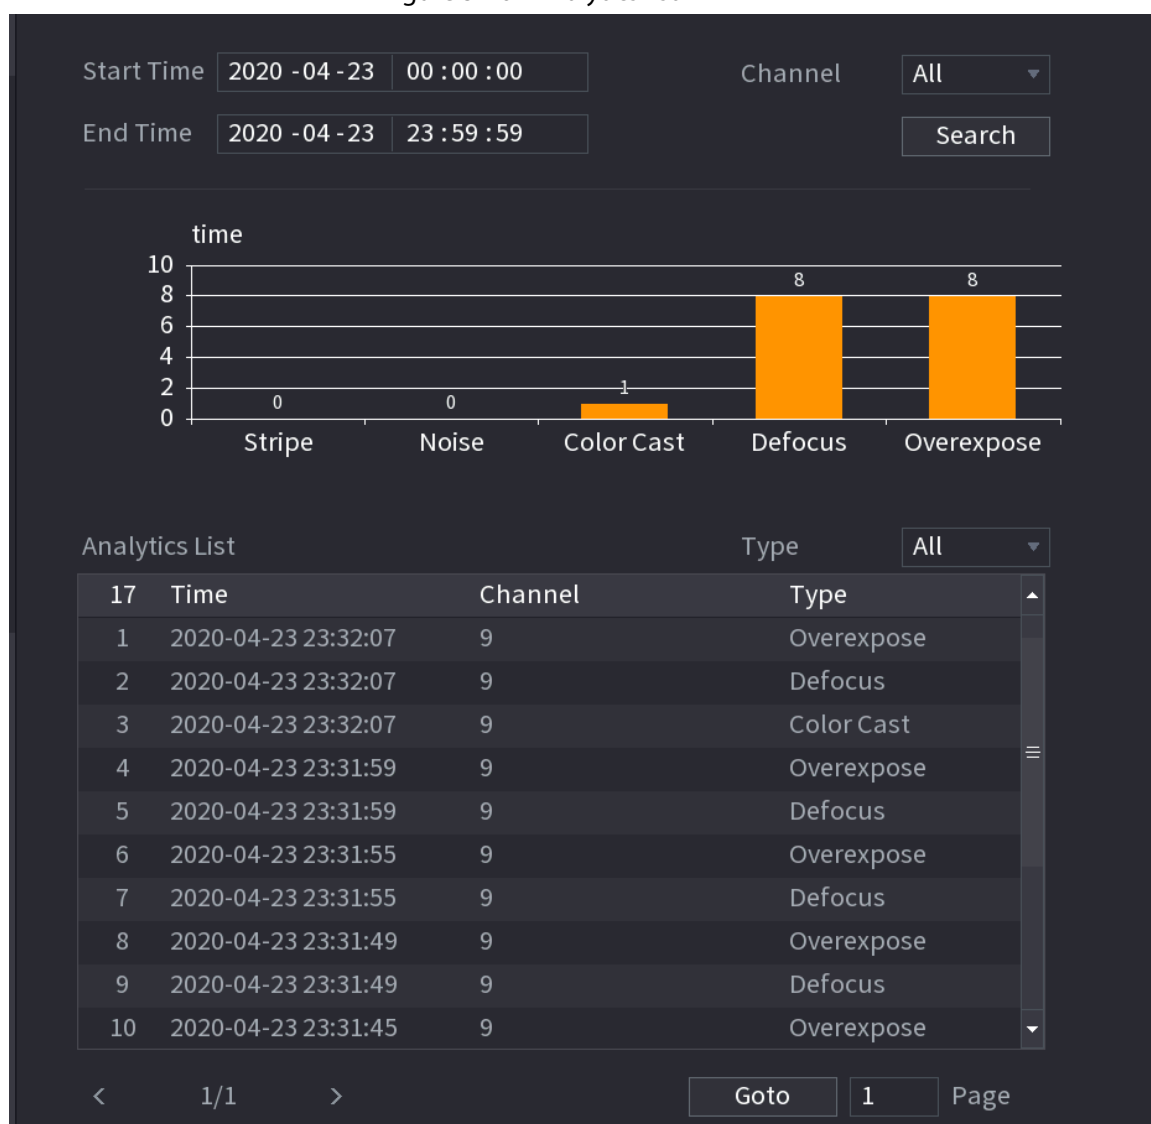 Start Time 2020 -04 -23 00 : 00 : 00 Channel All
End Time 2020 -04 -23 23 : 59 : 59 Search
time
10
8
6
4
2
0
0 0 1 8 8
Stripe Noise Color Cast Defocus Overexpose
Analytics List Type All
17 Time Channel Type
1 2020-04-23 23:32:07 9 Overexpose
2 2020-04-23 23:32:07 9 Defocus
3 2020-04-23 23:32:07 9 Color Cast
4 2020-04-23 23:31:59 9 Overexpose
5 2020-04-23 23:31:59 9 Defocus
6 2020-04-23 23:31:55 9 Overexpose
7 2020-04-23 23:31:55 9 Defocus
8 2020-04-23 23:31:49 9 Overexpose
9 2020-04-23 23:31:49 9 Defocus
10 2020-04-23 23:31:45 9 Overexpose
< 1/1 > Goto 1 Page